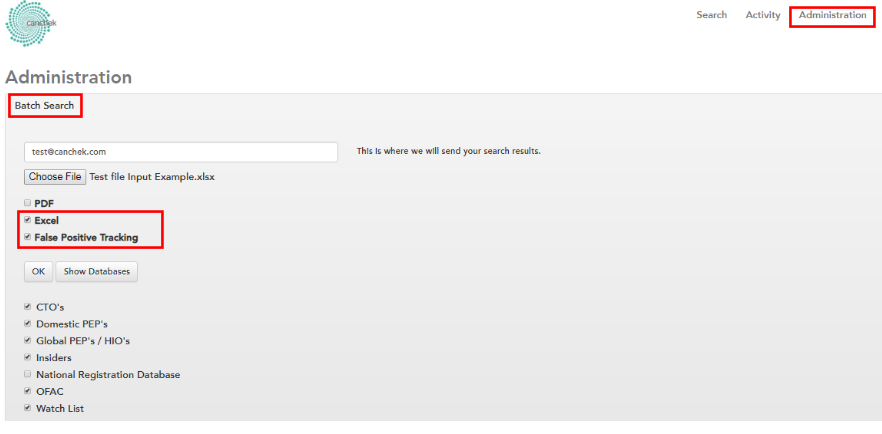 canchek
Search Activity Administration
Administration
Batch Search
test@canchek.com This is where we will send your search results.
Choose File Test file Input Example.xlsx
PDF
Excel
False Positive Tracking
OK Show Databases
CTO's
Domestic PEP's
Global PEP's / HIO's
Insiders
National Registration Database
OFAC
Watch List